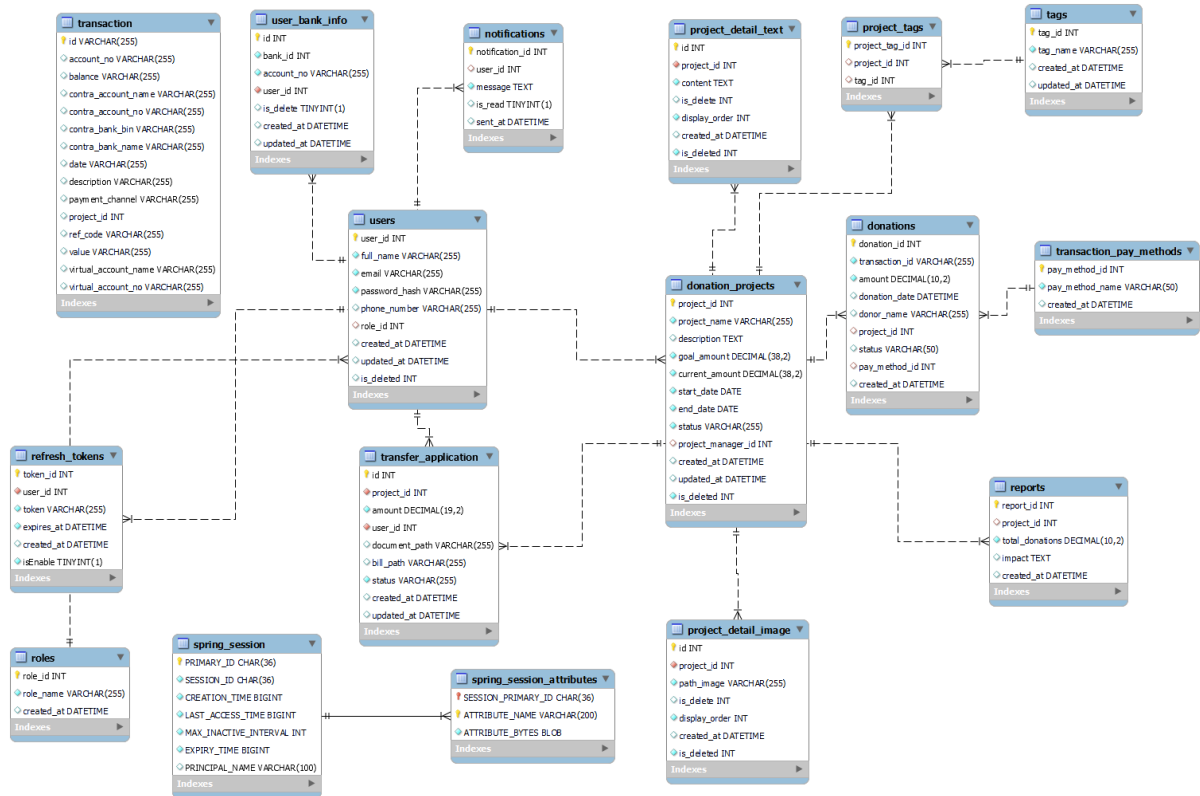 transaction
id VARCHAR(255)
account_no VARCHAR(255)
balance VARCHAR(255)
contra_account_name VARCHAR(255)
contra_account_no VARCHAR(255)
contra_bank_bin VARCHAR(255)
contra_bank_name VARCHAR(255)
date VARCHAR(255)
description VARCHAR(255)
payment_channel VARCHAR(255)
project_id INT
ref_code VARCHAR(255)
value VARCHAR(255)
virtual_account_name VARCHAR(255)
virtual_account_no VARCHAR(255)
Indexes
user_bank_info
id INT
bank_id INT
account_no VARCHAR(255)
user_id INT
is_delete TINYINT(1)
created_at DATETIME
updated_at DATETIME
Indexes
notifications
notification_id INT
user_id INT
message TEXT
is_read TINYINT(1)
sent_at DATETIME
Indexes
project_detail_text
id INT
project_id INT
content TEXT
is_delete INT
display_order INT
created_at DATETIME
is_deleted INT
Indexes
project_tags
project_tag_id INT
project_id INT
tag_id INT
Indexes
tags
tag_id INT
tag_name VARCHAR(255)
created_at DATETIME
updated_at DATETIME
Indexes
users
user_id INT
full_name VARCHAR(255)
email VARCHAR(255)
password_hash VARCHAR(255)
phone_number VARCHAR(255)
role_id INT
created_at DATETIME
updated_at DATETIME
is_deleted INT
Indexes
donation_projects
project_id INT
project_name VARCHAR(255)
description TEXT
goal_amount DECIMAL(38,2)
current_amount DECIMAL(38,2)
start_date DATE
end_date DATE
status VARCHAR(255)
project_manager_id INT
created_at DATETIME
updated_at DATETIME
is_deleted INT
Indexes
donations
donation_id INT
transaction_id VARCHAR(255)
amount DECIMAL(10,2)
donation_date DATETIME
donor_name VARCHAR(255)
project_id INT
status VARCHAR(50)
pay_method_id INT
created_at DATETIME
Indexes
transaction_pay_methods
pay_method_id INT
pay_method_name VARCHAR(50)
created_at DATETIME
Indexes
refresh_tokens
token_id INT
user_id INT
token VARCHAR(255)
expires_at DATETIME
created_at DATETIME
isEnable TINYINT(1)
Indexes
transfer_application
id INT
project_id INT
amount DECIMAL(19,2)
user_id INT
document_path VARCHAR(255)
bill_path VARCHAR(255)
status VARCHAR(255)
created_at DATETIME
updated_at DATETIME
Indexes
reports
report_id INT
project_id INT
total_donations DECIMAL(10,2)
impact TEXT
created_at DATETIME
Indexes
roles
role_id INT
role_name VARCHAR(255)
created_at DATETIME
Indexes
spring_session
PRIMARY_ID CHAR(36)
SESSION_ID CHAR(36)
CREATION_TIME BIGINT
LAST_ACCESS_TIME BIGINT
MAX_INACTIVE_INTERVAL INT
EXPIRY_TIME BIGINT
PRINCIPAL_NAME VARCHAR(100)
Indexes
spring_session_attributes
SESSION_PRIMARY_ID CHAR(36)
ATTRIBUTE_NAME VARCHAR(200)
ATTRIBUTE_BYTES BLOB
Indexes
project_detail_image
id INT
project_id INT
path_image VARCHAR(255)
is_delete INT
display_order INT
created_at DATETIME
is_deleted INT
Indexes